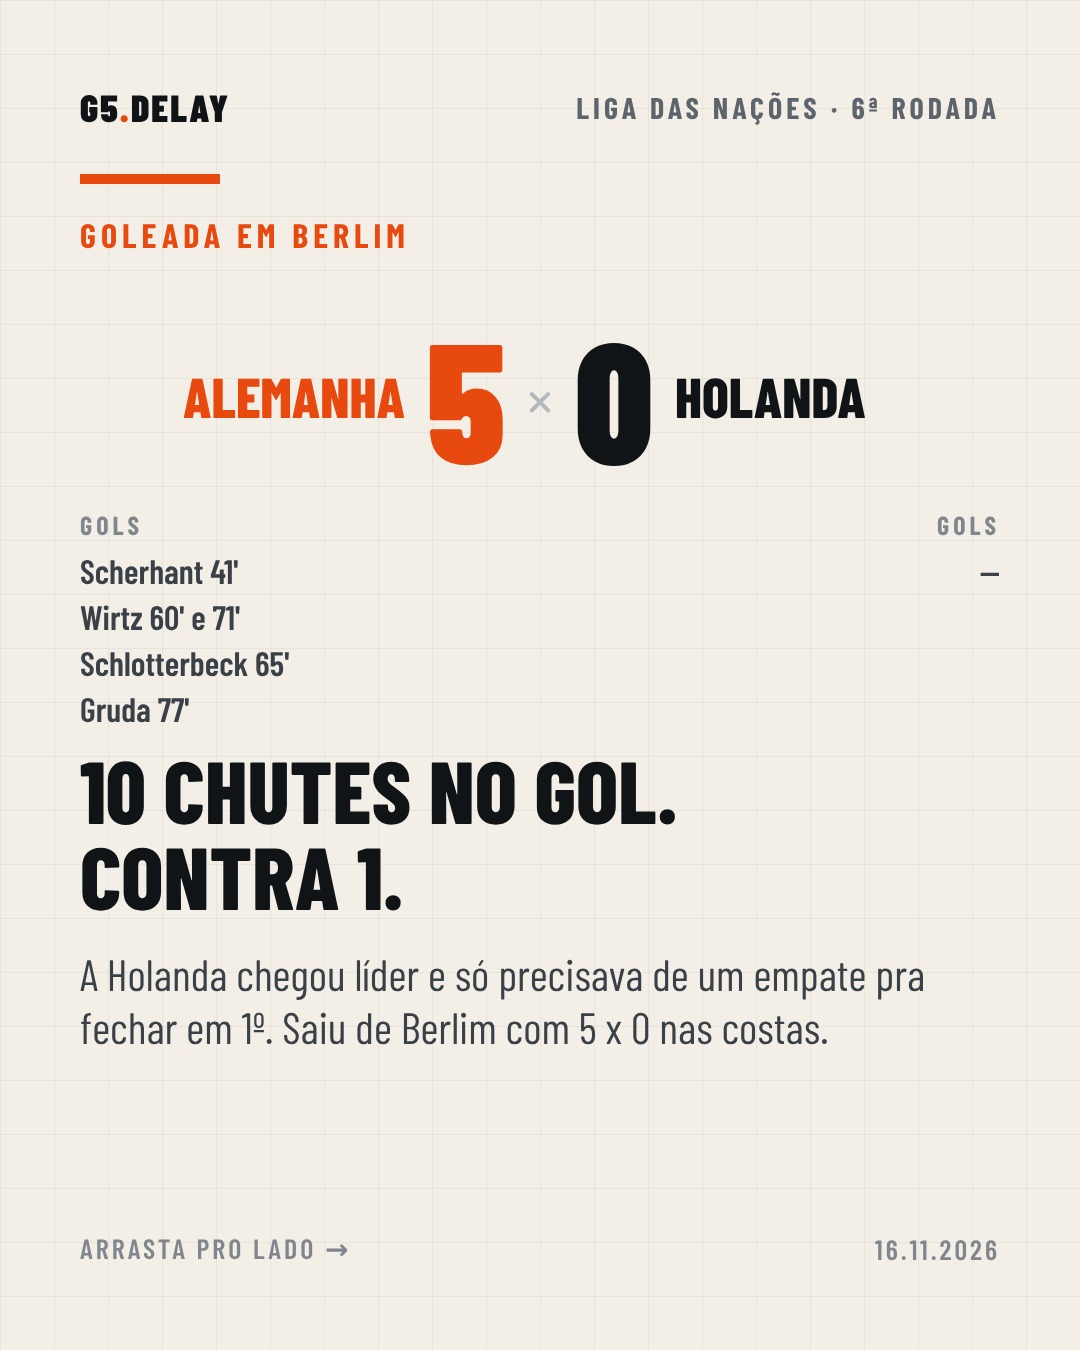 G5.DELAY
LIGA DAS NAÇÕES · 6ª RODADA
GOLEADA EM BERLIM
ALEMANHA 5 × 0 HOLANDA
GOLS
GOLS
Scherhant 41'
—
Wirtz 60' e 71'
Schlotterbeck 65'
Gruda 77'
10 CHUTES NO GOL.
CONTRA 1.
A Holanda chegou líder e só precisava de um empate pra
fechar em 1º. Saiu de Berlim com 5 x 0 nas costas.
ARRASTA PRO LADO →
16.11.2026